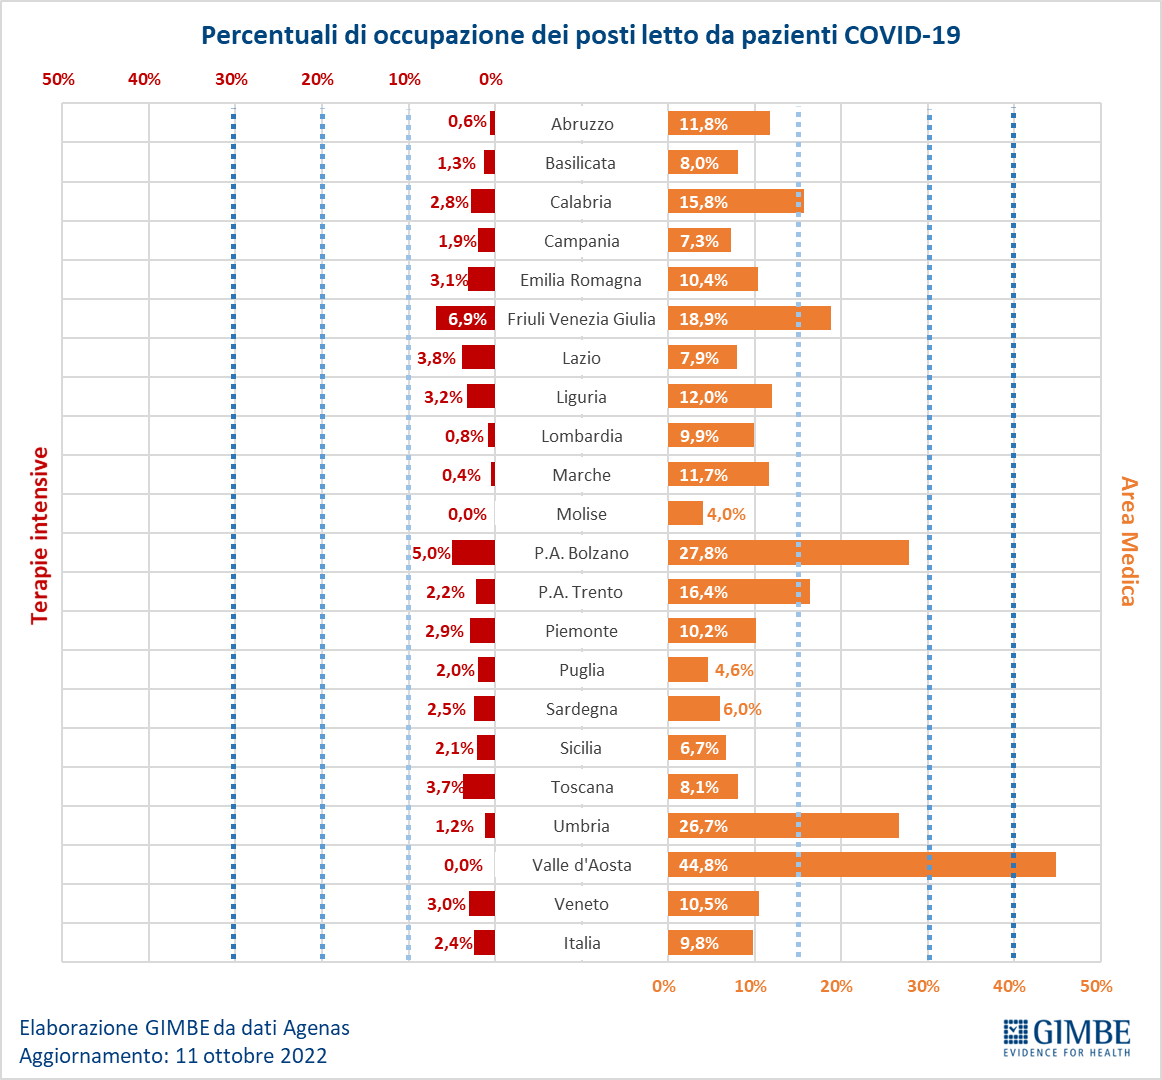 Percentuali di occupazione dei posti letto da pazienti COVID-19
50% 40% 30% 20% 10% 0%
0,6% Abruzzo 11,8%
1,3% Basilicata 8,0%
2,8% Calabria 15,8%
1,9% Campania 7,3%
3,1% Emilia Romagna 10,4%
6,9% Friuli Venezia Giulia 18,9%
3,8% Lazio 7,9%
3,2% Liguria 12,0%
0,8% Lombardia 9,9%
0,4% Marche 11,7%
0,0% Molise 4,0%
5,0% P.A. Bolzano 27,8%
2,2% P.A. Trento 16,4%
2,9% Piemonte 10,2%
2,0% Puglia 4,6%
2,5% Sardegna 6,0%
2,1% Sicilia 6,7%
3,7% Toscana 8,1%
1,2% Umbria 26,7%
0,0% Valle d'Aosta 44,8%
3,0% Veneto 10,5%
2,4% Italia 9,8%
0% 10% 20% 30% 40% 50%
Terapie intensive
Area Medica
Elaborazione GIMBE da dati Agenas
Aggiornamento: 11 ottobre 2022
GIMBE
EVIDENCE FOR HEALTH